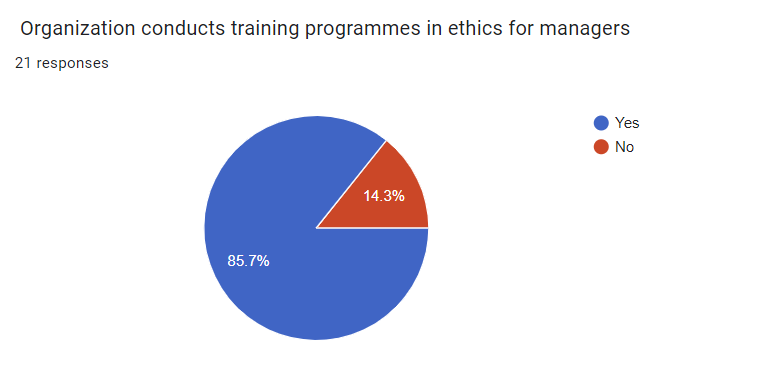 Organization conducts training programmes in ethics for managers
21 responses
Yes
No
14.3%
85.7%